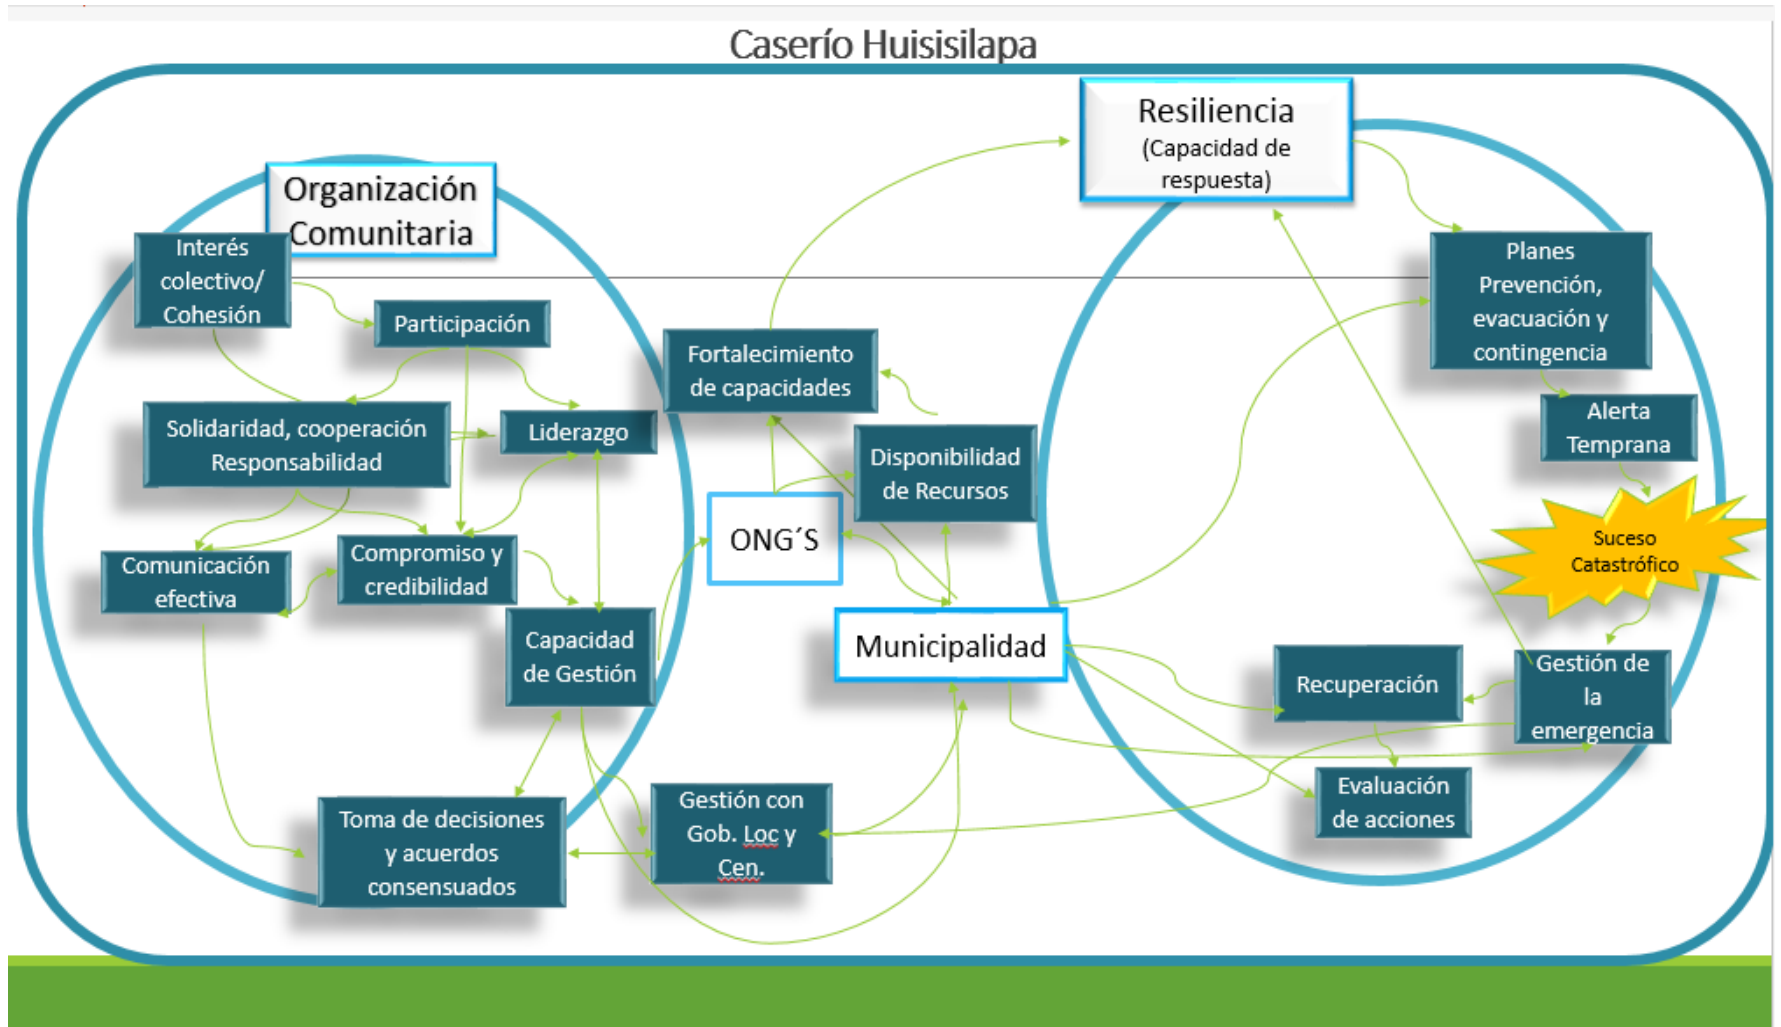 Caserío Huisisilapa
Organización
Comunitaria
Interés
colectivo/
Cohesión
Participación
Solidaridad, cooperación
Responsabilidad
Liderazgo
Comunicación
efectiva
Compromiso y
credibilidad
Capacidad
de Gestión
Toma de decisiones
y acuerdos
consensuados
Fortalecimiento
de capacidades
Disponibilidad
de Recursos
ONG´S
Municipalidad
Gestión con
Gob. Loc y
Cen.
Resiliencia
(Capacidad de
respuesta)
Planes
Prevención,
evacuación y
contingencia
Alerta
Temprana
Suceso
Catastrófico
Gestión de
la
emergencia
Recuperación
Evaluación
de acciones